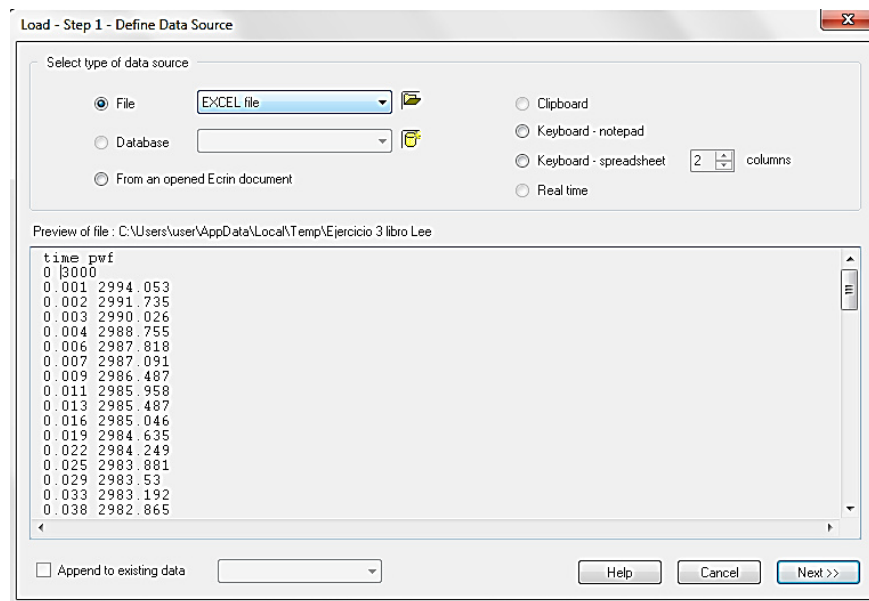 Load - Step 1 - Define Data Source
Select type of data source
File
EXCEL file
Database
From an opened Ecrin document
Clipboard
Keyboard - notepad
Keyboard - spreadsheet 2 columns
Real time
Preview of file : C:\Users\user\AppData\Local\Temp\Ejercicio 3 libro Lee
time pwf
0 3000
0.001 2994.053
0.002 2991.735
0.003 2990.026
0.004 2988.755
0.006 2987.818
0.007 2987.091
0.009 2986.487
0.011 2985.958
0.013 2985.487
0.016 2985.046
0.019 2984.635
0.022 2984.249
0.025 2983.881
0.029 2983.53
0.033 2983.192
0.038 2982.865
Append to existing data
Help
Cancel
Next >>